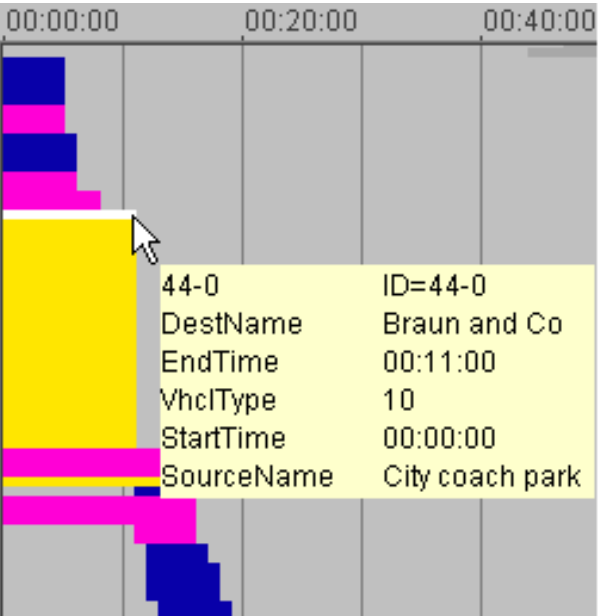 00:00:00 00:20:00 00:40:00
44-0 ID=44-0
DestName Braun and Co
EndTime 00:11:00
VhclType 10
StartTime 00:00:00
SourceName City coach park